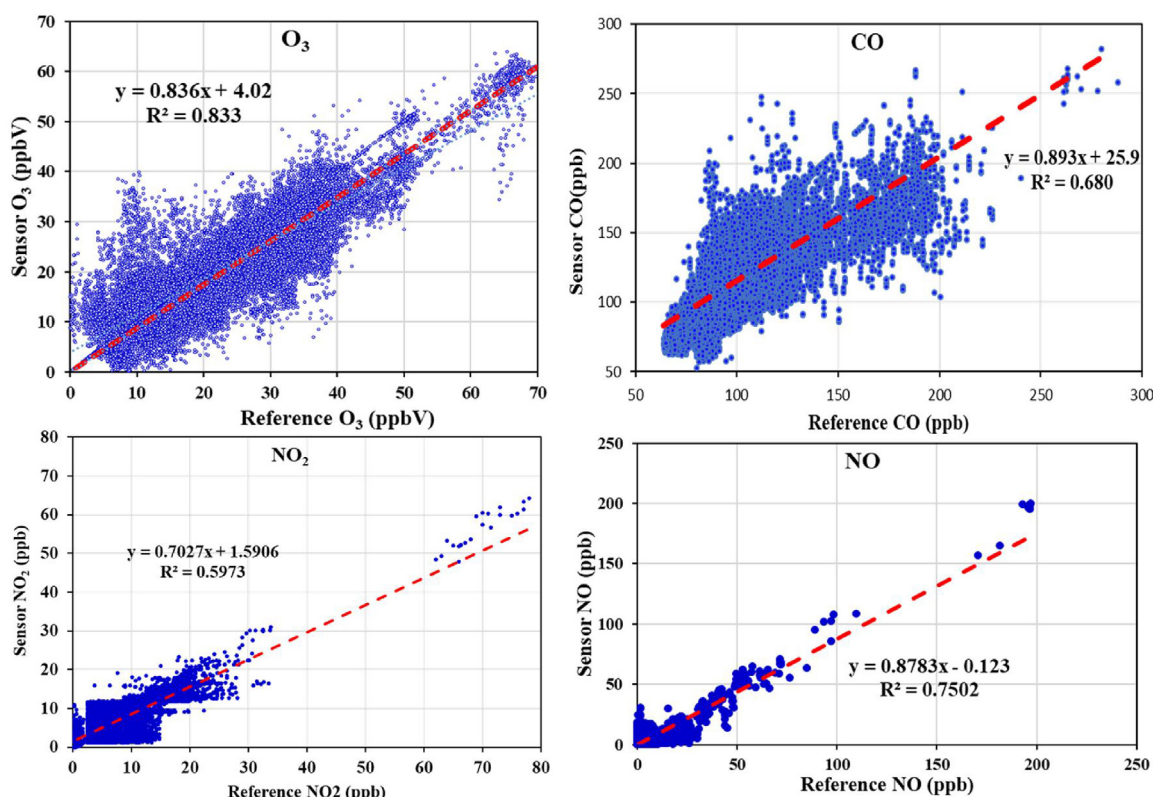 O₃
y = 0.836x + 4.02
R² = 0.833
Sensor O₃ (ppbV)
70
60
50
40
30
20
10
0
0 10 20 30 40 50 60 70
Reference O₃ (ppbV)
CO
y = 0.893x + 25.9
R² = 0.680
Sensor CO(ppb)
300
250
200
150
100
50
50 100 150 200 250 300
Reference CO (ppb)
NO₂
y = 0.7027x + 1.5906
R² = 0.5973
Sensor NO₂ (ppb)
80
70
60
50
40
30
20
10
0
0 10 20 30 40 50 60 70 80
Reference NO2 (ppb)
NO
y = 0.8783x - 0.123
R² = 0.7502
Sensor NO (ppb)
250
200
150
100
50
0
0 50 100 150 200 250
Reference NO (ppb)